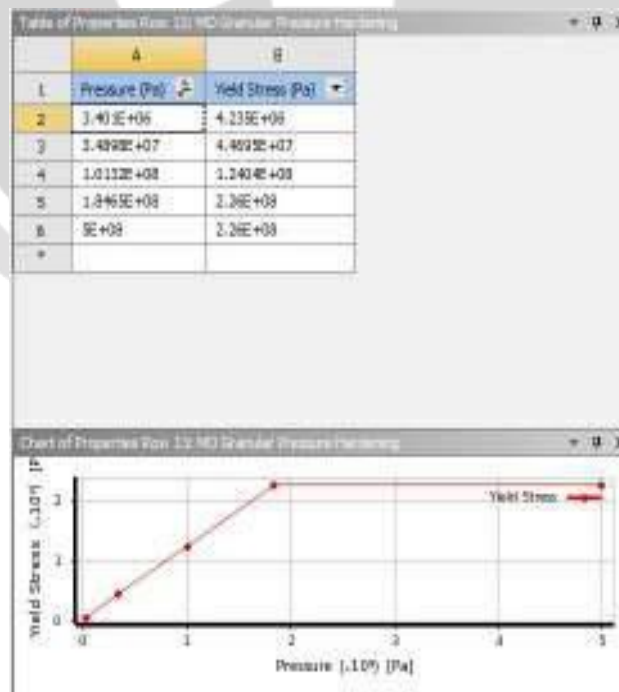 Table of Properties Row 13: MO Granular Pressure Hardening
A B
1 Pressure (Pa) Yield Stress (Pa)
2 3.401E+06 4.235E+06
3 3.4898E+07 4.4695E+07
4 1.0132E+08 1.2404E+08
5 1.8465E+08 2.26E+08
6 5E+08 2.26E+08
*
Chart of Properties Row 13: MO Granular Pressure Hardening
Yield Stress
2
1
0
Yield Stress
0 1 2 3 4 5
Pressure [Pa]